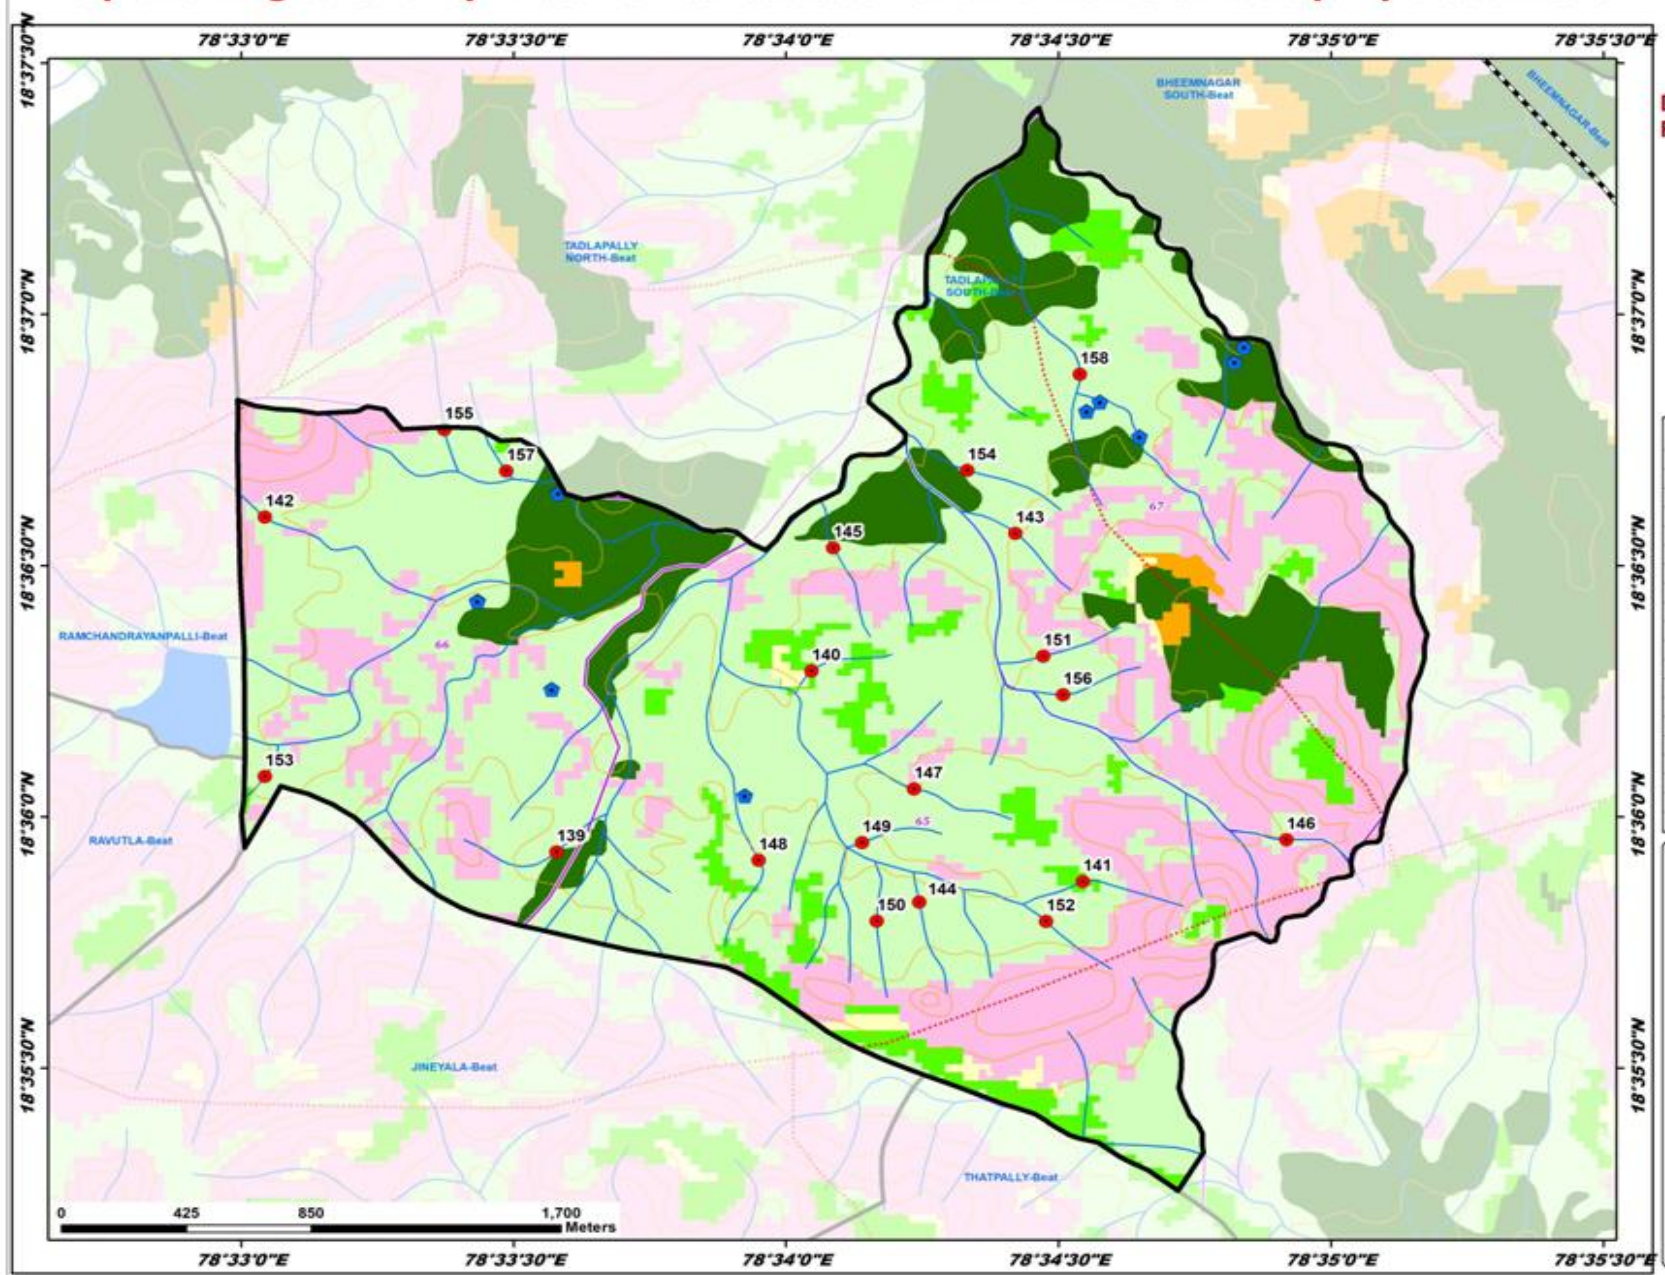 78°33'0"E 78°33'30"E 78°34'0"E 78°34'30"E 78°35'0"E 78°35'30"E
18°37'30"N
BHEEMNAGAR
SOUTH-Beat
BHEEMNAGAR-Beat
TADLAPALLY
NORTH-Beat
SOUTH-
18°37'0"N 18°37'0"N
158
155
157
154
142
67
143
145
18°36'30"N 18°36'30"N
RAMCHANDRAYANPALLI-Beat
66
151
140
156
153
147
18°36'0"N 18°36'0"N
RAVUTLA-Beat
65
139
149
146
148
141
144
150
152
18°35'30"N 18°35'30"N
JINEYALA-Beat
THATPALLY-Beat
0 425 850 1,700
Meters
78°33'0"E 78°33'30"E 78°34'0"E 78°34'30"E 78°35'0"E 78°35'30"E